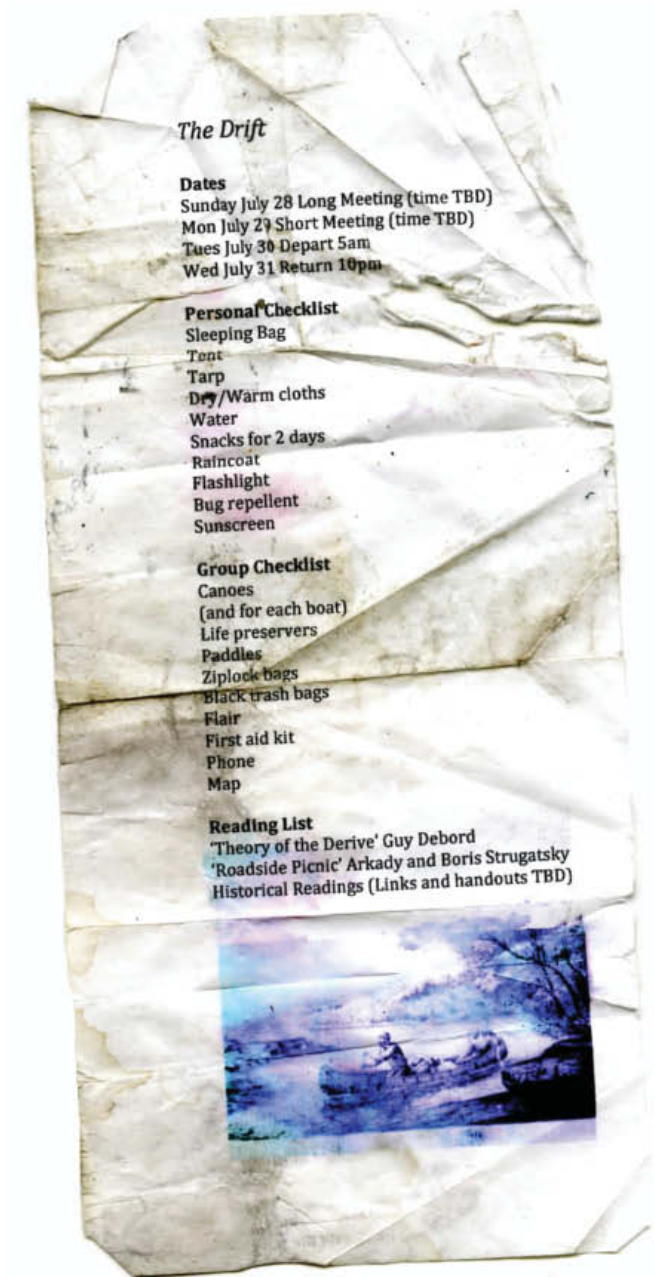 The Drift
Dates
Sunday July 28 Long Meeting (time TBD)
Mon July 29 Short Meeting (time TBD)
Tues July 30 Depart 5am
Wed July 31 Return 10pm
Personal Checklist
Sleeping Bag
Tent
Tarp
Dry/Warm cloths
Water
Snacks for 2 days
Raincoat
Flashlight
Bug repellent
Sunscreen
Group Checklist
Canoes
(and for each boat)
Life preservers
Paddles
Ziplock bags
Black trash bags
Flair
First aid kit
Phone
Map
Reading List
'Theory of the Derive' Guy Debord
'Roadside Picnic' Arkady and Boris Strugatsky
Historical Readings (Links and handouts TBD)